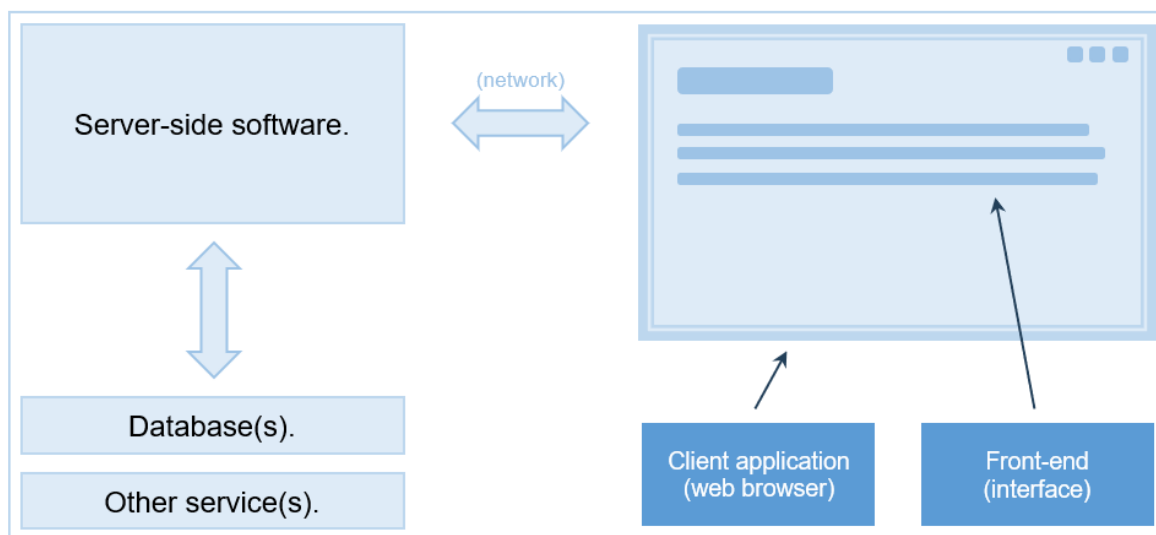 Server-side software.
(network)
Database(s).
Other service(s).
Client application
(web browser)
Front-end
(interface)